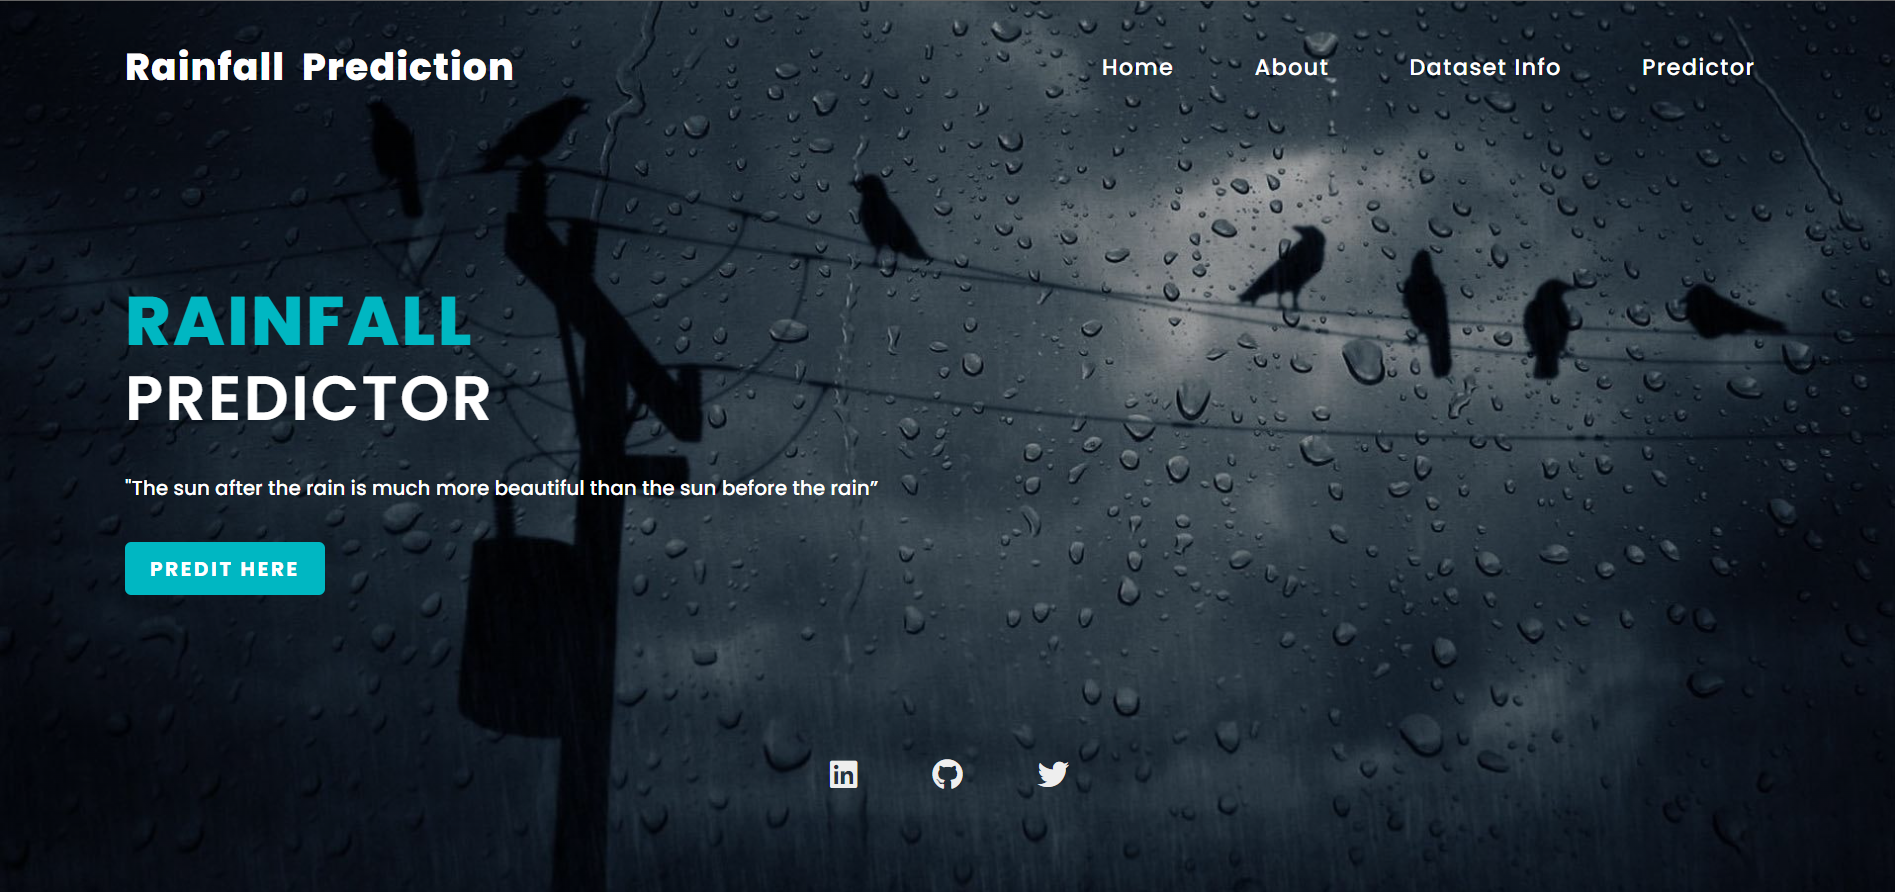 Rainfall Prediction
Home About Dataset Info Predictor
RAINFALL
PREDICTOR
"The sun after the rain is much more beautiful than the sun before the rain”
PREDIT HERE
in